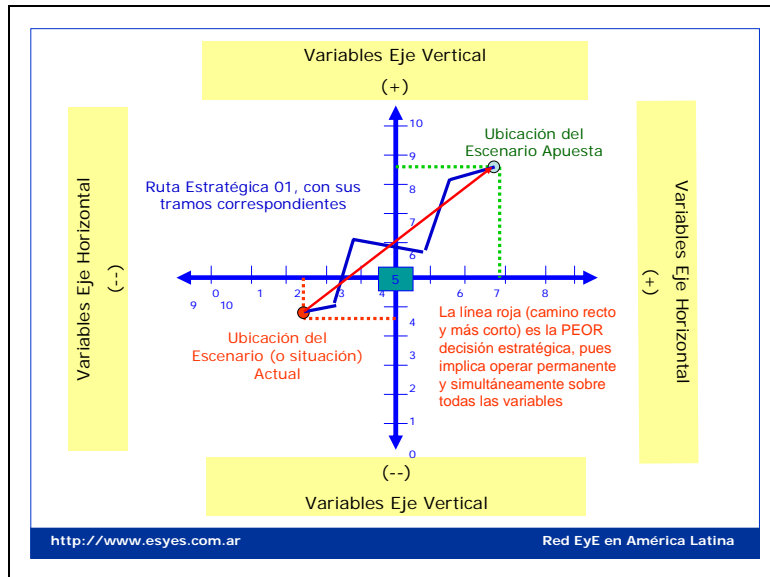 Variables Eje Vertical
(+)
10
Ubicación del
Escenario Apuesta
9
8
Ruta Estratégica 01, con sus
tramos correspondientes
7
6
Variables Eje Horizontal
(--)
5
(+)
Variables Eje Horizontal
0 1 2 3 4 6 7 8
9 10
4
La línea roja (camino recto
y más corto) es la PEOR
decisión estratégica, pues
implica operar permanente
y simultáneamente sobre
todas las variables
Ubicación del
Escenario (o situación)
Actual
3
2
1
0
(--)
Variables Eje Vertical
http://www.esyes.com.ar
Red EyE en América Latina